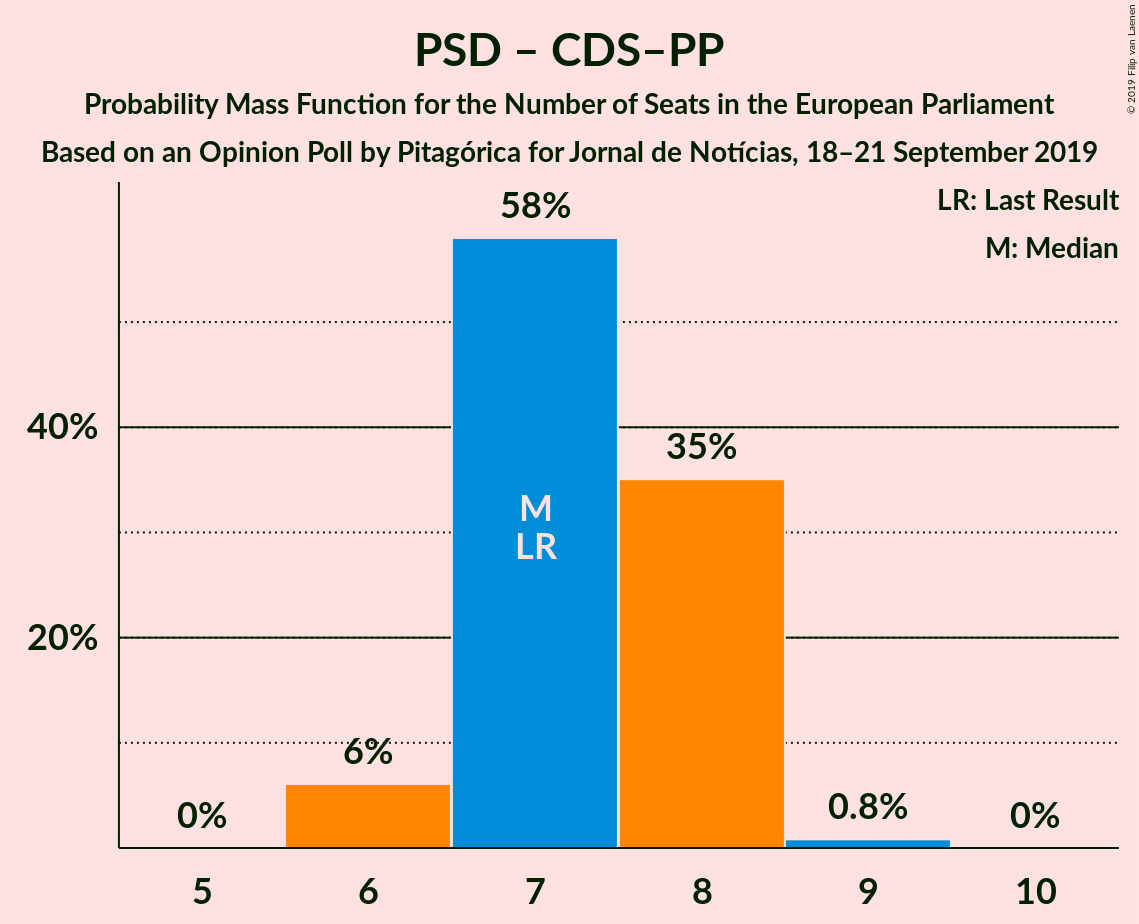 PSD – CDS–PP
Probability Mass Function for the Number of Seats in the European Parliament
Based on an Opinion Poll by Pitagórica for Jornal de Notícias, 18–21 September 2019
© 2019 Filip van Laenen
LR: Last Result
M: Median
58%
40%
35%
M
LR
20%
6%
0%
0.8%
0%
5 6 7 8 9 10